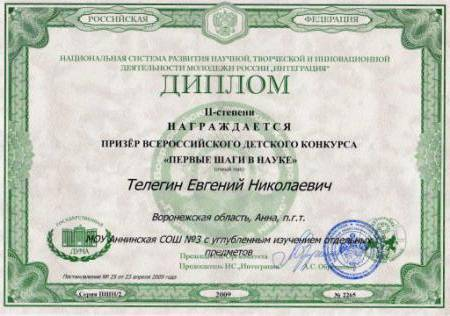 РОССИЙСКАЯ ФЕДЕРАЦИЯ
НАЦИОНАЛЬНАЯ СИСТЕМА РАЗВИТИЯ НАУЧНОЙ, ТВОРЧЕСКОЙ И ИННОВАЦИОННОЙ
ДЕЯТЕЛЬНОСТИ МОЛОДЕЖИ РОССИИ „ИНТЕГРАЦИЯ”
ДИПЛОМ
II-степени
НАГРАЖДАЕТСЯ
ПРИЗЁР ВСЕРОССИЙСКОГО ДЕТСКОГО КОНКУРСА
«ПЕРВЫЕ ШАГИ В НАУКЕ»
Телегин Евгений Николаевич
Воронежская область, Анна, п.г.т.
МОУ Аннинская СОШ №3 с углубленным изучением отдельных
предметов
ГОСУДАРСТВЕННАЯ
ДУМА
Председатель Оргкомитета
Председатель НС „Интеграция” А.С.
Постановление № 25 от 23 апреля 2009 года
Серия ПШН/2
2009
№ 2265